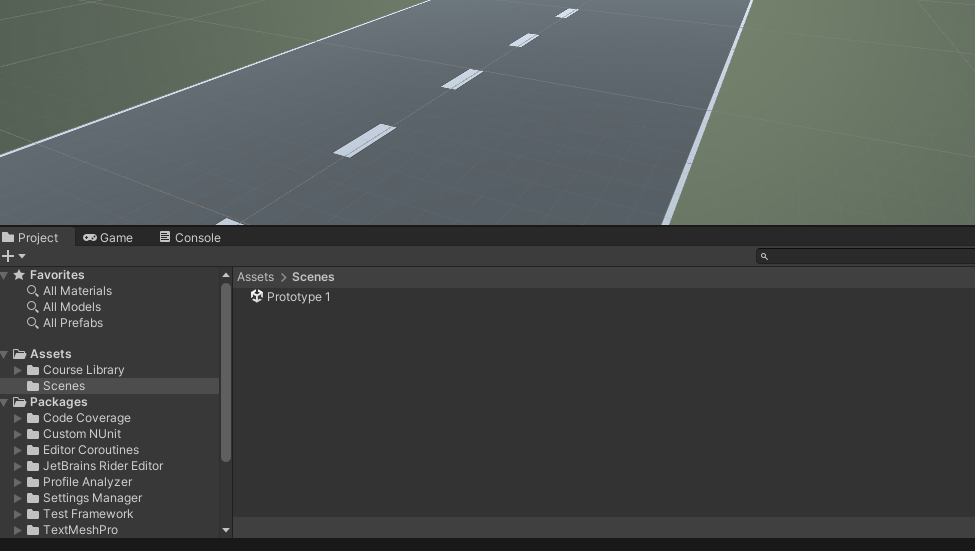 Project Game Console
Favorites
All Materials
All Models
All Prefabs
Assets
Course Library
Scenes
Packages
Code Coverage
Custom NUnit
Editor Coroutines
JetBrains Rider Editor
Profile Analyzer
Settings Manager
Test Framework
TextMeshPro
Assets > Scenes
Prototype 1